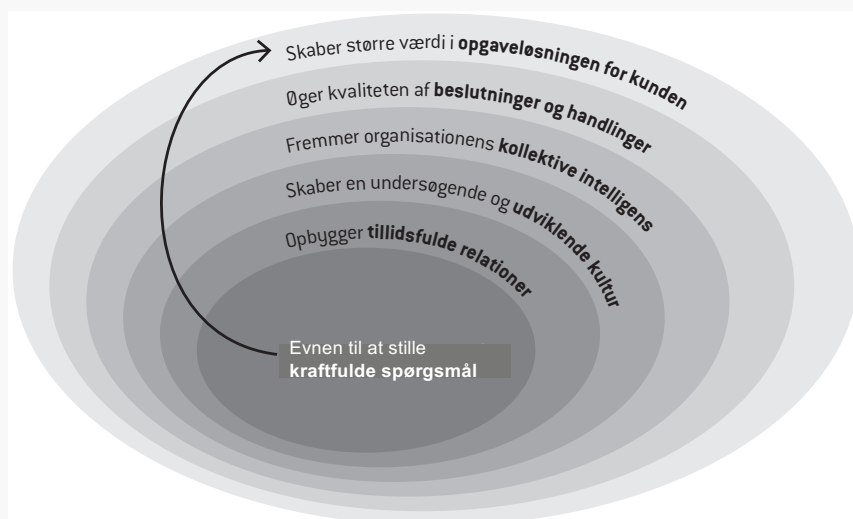 Skaber større værdi i opgaveløsningen for kunden
Øger kvaliteten af beslutninger og handlinger
Fremmer organisationens kollektive intelligens
Skaber en undersøgende og udviklende kultur
Opbygger tillidsfulde relationer
Evnen til at stille
kraftfulde spørgsmål